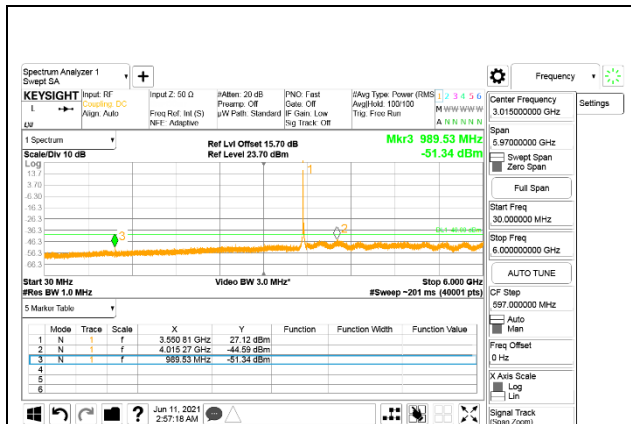 Spectrum Analyzer 1
Swept SA
+
Frequency
Settings
KEYSIGHT
Input: RF
Coupling: DC
Align: Auto
Input Z: 50 Ω
Freq Ref: Int (S)
NFE: Adaptive
#Atten: 20 dB
Preamp: Off
µW Path: Standard
PNO: Fast
Gate: Off
IF Gain: Low
Sig Track: Off
#Avg Type: Power (RMS
Avg|Hold: 100/100
Trig: Free Run
1 2 3 4 5 6
M W W W W W
A N N N N N
1 Spectrum
Scale/Div 10 dB
Ref Lvl Offset 15.70 dB
Ref Level 23.70 dBm
Mkr3 989.53 MHz
-51.34 dBm
Log
13.7
3.70
-6.30
-16.3
-26.3
-36.3
-46.3
-56.3
-66.3
1
2
3
Start 30 MHz
#Res BW 1.0 MHz
Video BW 3.0 MHz*
Stop 6.000 GHz
#Sweep ~201 ms (40001 pts)
5 Marker Table
Mode Trace Scale X Y Function Function Width Function Value
1 N 1 f 3.550 81 GHz 27.12 dBm
2 N 1 f 4.015 27 GHz -44.59 dBm
3 N 1 f 989.53 MHz -51.34 dBm
4
5
6
Center Frequency
3.015000000 GHz
Span
5.97000000 GHz
Swept Span
Zero Span
Full Span
Start Freq
30.000000 MHz
Stop Freq
6.000000000 GHz
AUTO TUNE
CF Step
597.000000 MHz
Auto
Man
Freq Offset
0 Hz
X Axis Scale
Log
Lin
Signal Track
(Span Zoom)
?
Jun 11, 2021
2:57:18 AM